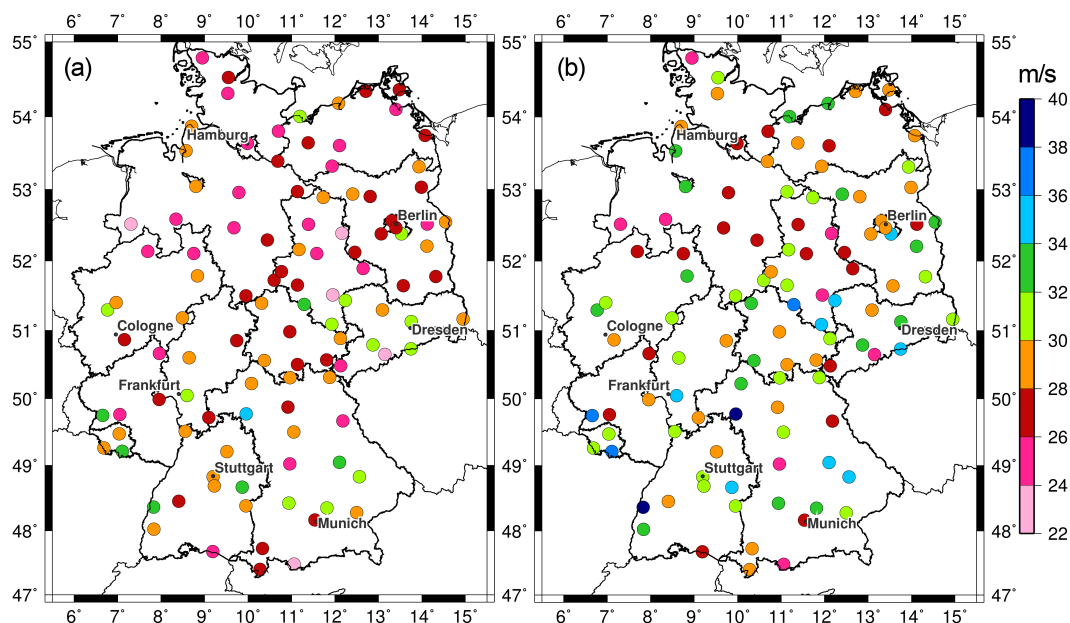 6° 7° 8° 9° 10° 11° 12° 13° 14° 15° 6° 7° 8° 9° 10° 11° 12° 13° 14° 15°
55° 55°
(a) (b) m/s
40
54° 54° 38
Hamburg Hamburg
36
53° 53°
34
Berlin Berlin
52° 52° 32
Cologne Dresden Cologne Dresden
51° 51° 30
Frankfurt Frankfurt
50° 50° 28
26
49° 49°
Stuttgart Stuttgart
24
48° Munich 48° Munich 22
47° 47°
6° 7° 8° 9° 10° 11° 12° 13° 14° 15° 6° 7° 8° 9° 10° 11° 12° 13° 14° 15°